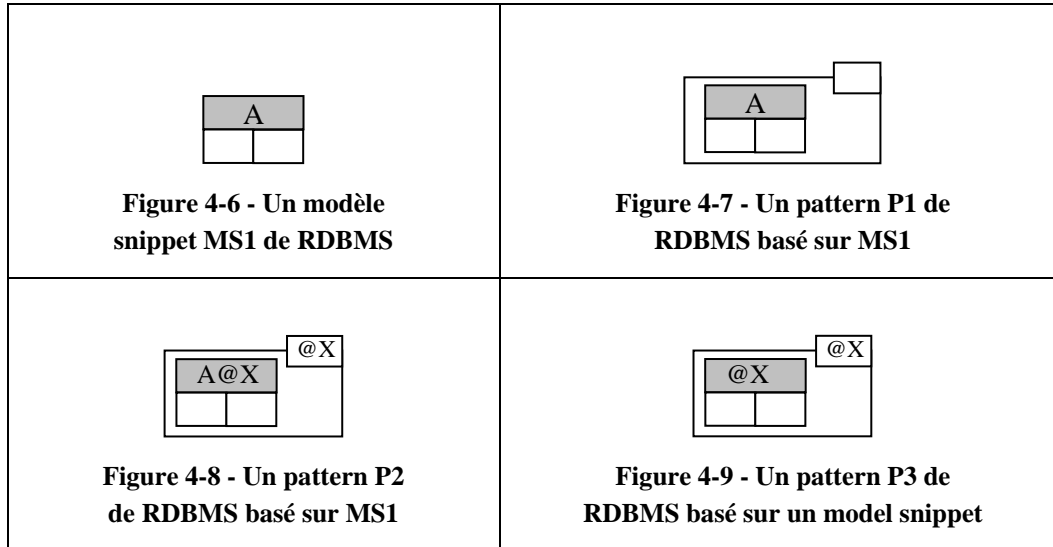 A
Figure 4-6 - Un modèle
snippet MS1 de RDBMS
A
Figure 4-7 - Un pattern P1 de
RDBMS basé sur MS1
@X
A@X
Figure 4-8 - Un pattern P2
de RDBMS basé sur MS1
@X
@X
Figure 4-9 - Un pattern P3 de
RDBMS basé sur un model snippet